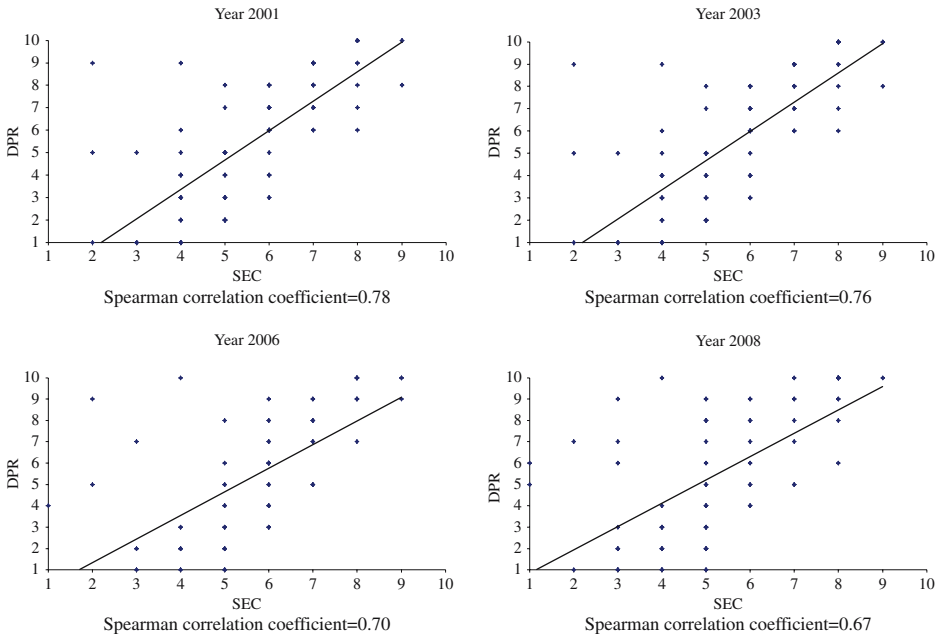 Year 2001
10
9
8
7
6
5
4
3
2
1
DPR
1 2 3 4 5 6 7 8 9 10
SEC
Spearman correlation coefficient=0.78
Year 2003
10
9
8
7
6
5
4
3
2
1
DPR
1 2 3 4 5 6 7 8 9 10
SEC
Spearman correlation coefficient=0.76
Year 2006
10
9
8
7
6
5
4
3
2
1
DPR
1 2 3 4 5 6 7 8 9 10
SEC
Spearman correlation coefficient=0.70
Year 2008
10
9
8
7
6
5
4
3
2
1
DPR
1 2 3 4 5 6 7 8 9 10
SEC
Spearman correlation coefficient=0.67